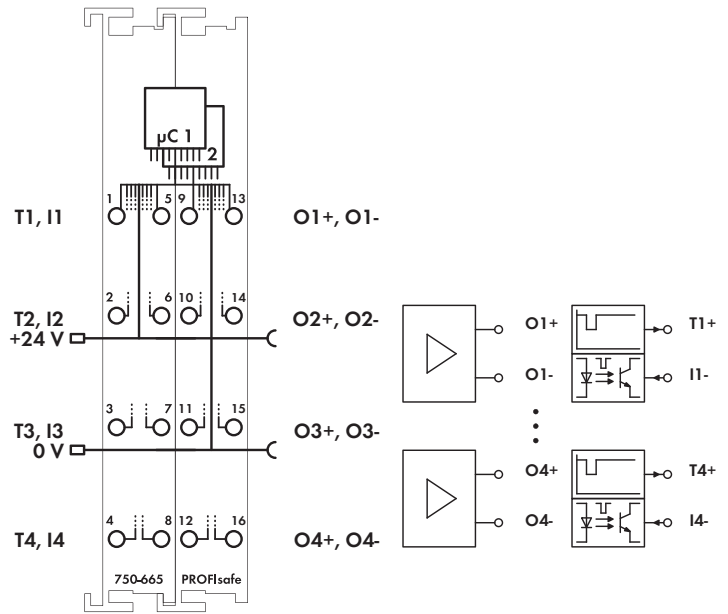 µC 1
2
1 5 9 13
T1, I1 O1+, O1-
2 6 10 14
T2, I2 O2+, O2-
+24 V
O1+ T1+
O1- I1-
3 7 11 15
T3, I3 O3+, O3-
0 V
O4+ T4+
O4- I4-
4 8 12 16
T4, I4 O4+, O4-
750-665 PROFIsafe